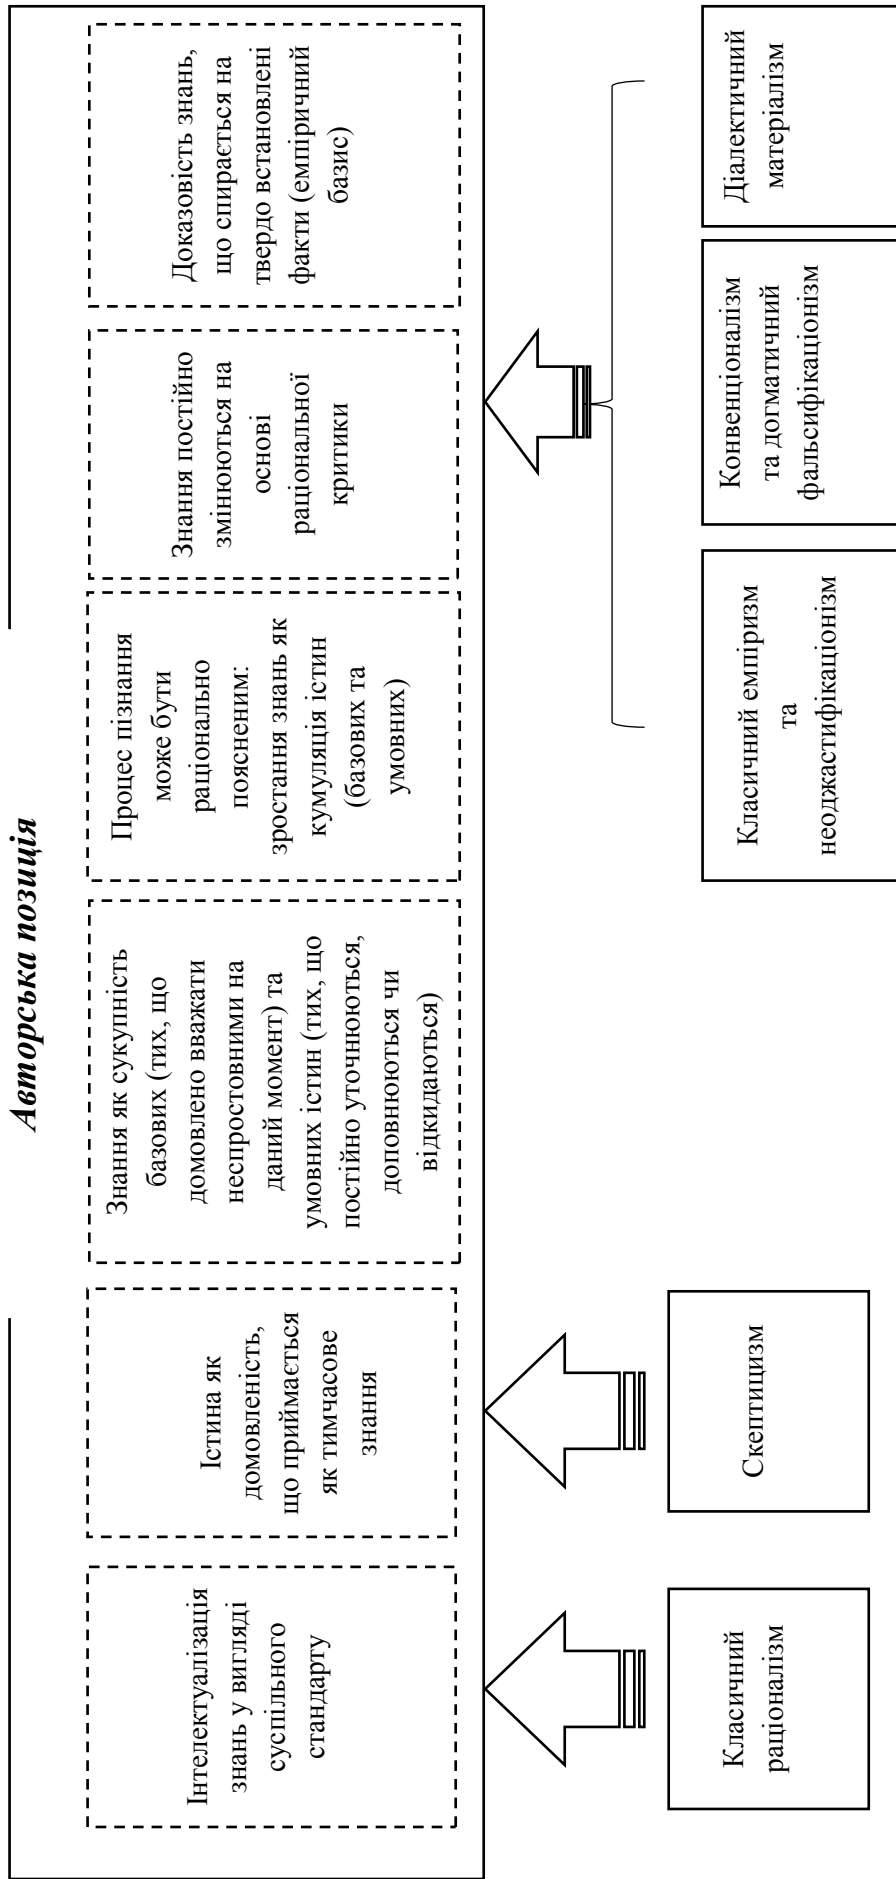 Авторська позиція
Інтелектуалізація
знань у вигляді
суспільного
стандарту
Істина як
домовленість,
що приймається
як тимчасове
знання
Знання як сукупність
базових (тих, що
домовлено вважати
неспростовними на
даний момент) та
умовних істин (тих, що
постійно уточнюються,
доповнюються чи
відкидаються)
Процес пізнання
може бути
раціонально
поясненим:
зростання знань як
кумуляція істин
(базових та
умовних)
Знання постійно
змінюються на
основі
раціональної
критики
Доказовість знань,
що спирається на
твердо встановлені
факти (емпіричний
базис)
Класичний
раціоналізм
Скептицизм
Класичний емпіризм
та
неоджастифікаціонізм
Конвенціоналізм
та догматичний
фальсифікаціонізм
Діалектичний
матеріалізм